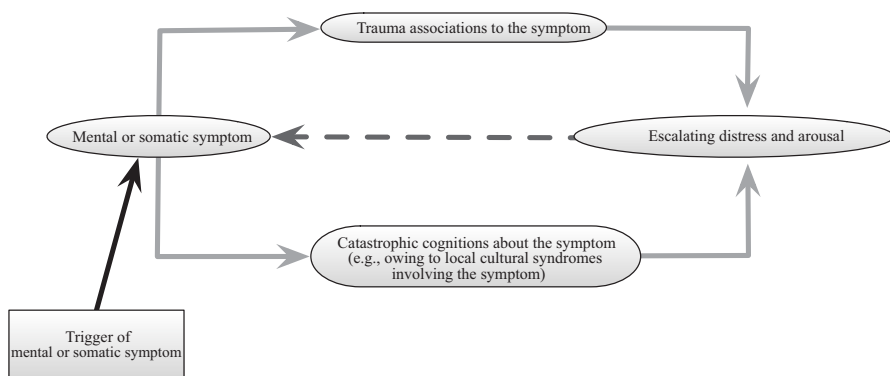 Trauma associations to the symptom
Mental or somatic symptom
Escalating distress and arousal
Catastrophic cognitions about the symptom
(e.g., owing to local cultural syndromes
involving the symptom)
Trigger of
mental or somatic symptom